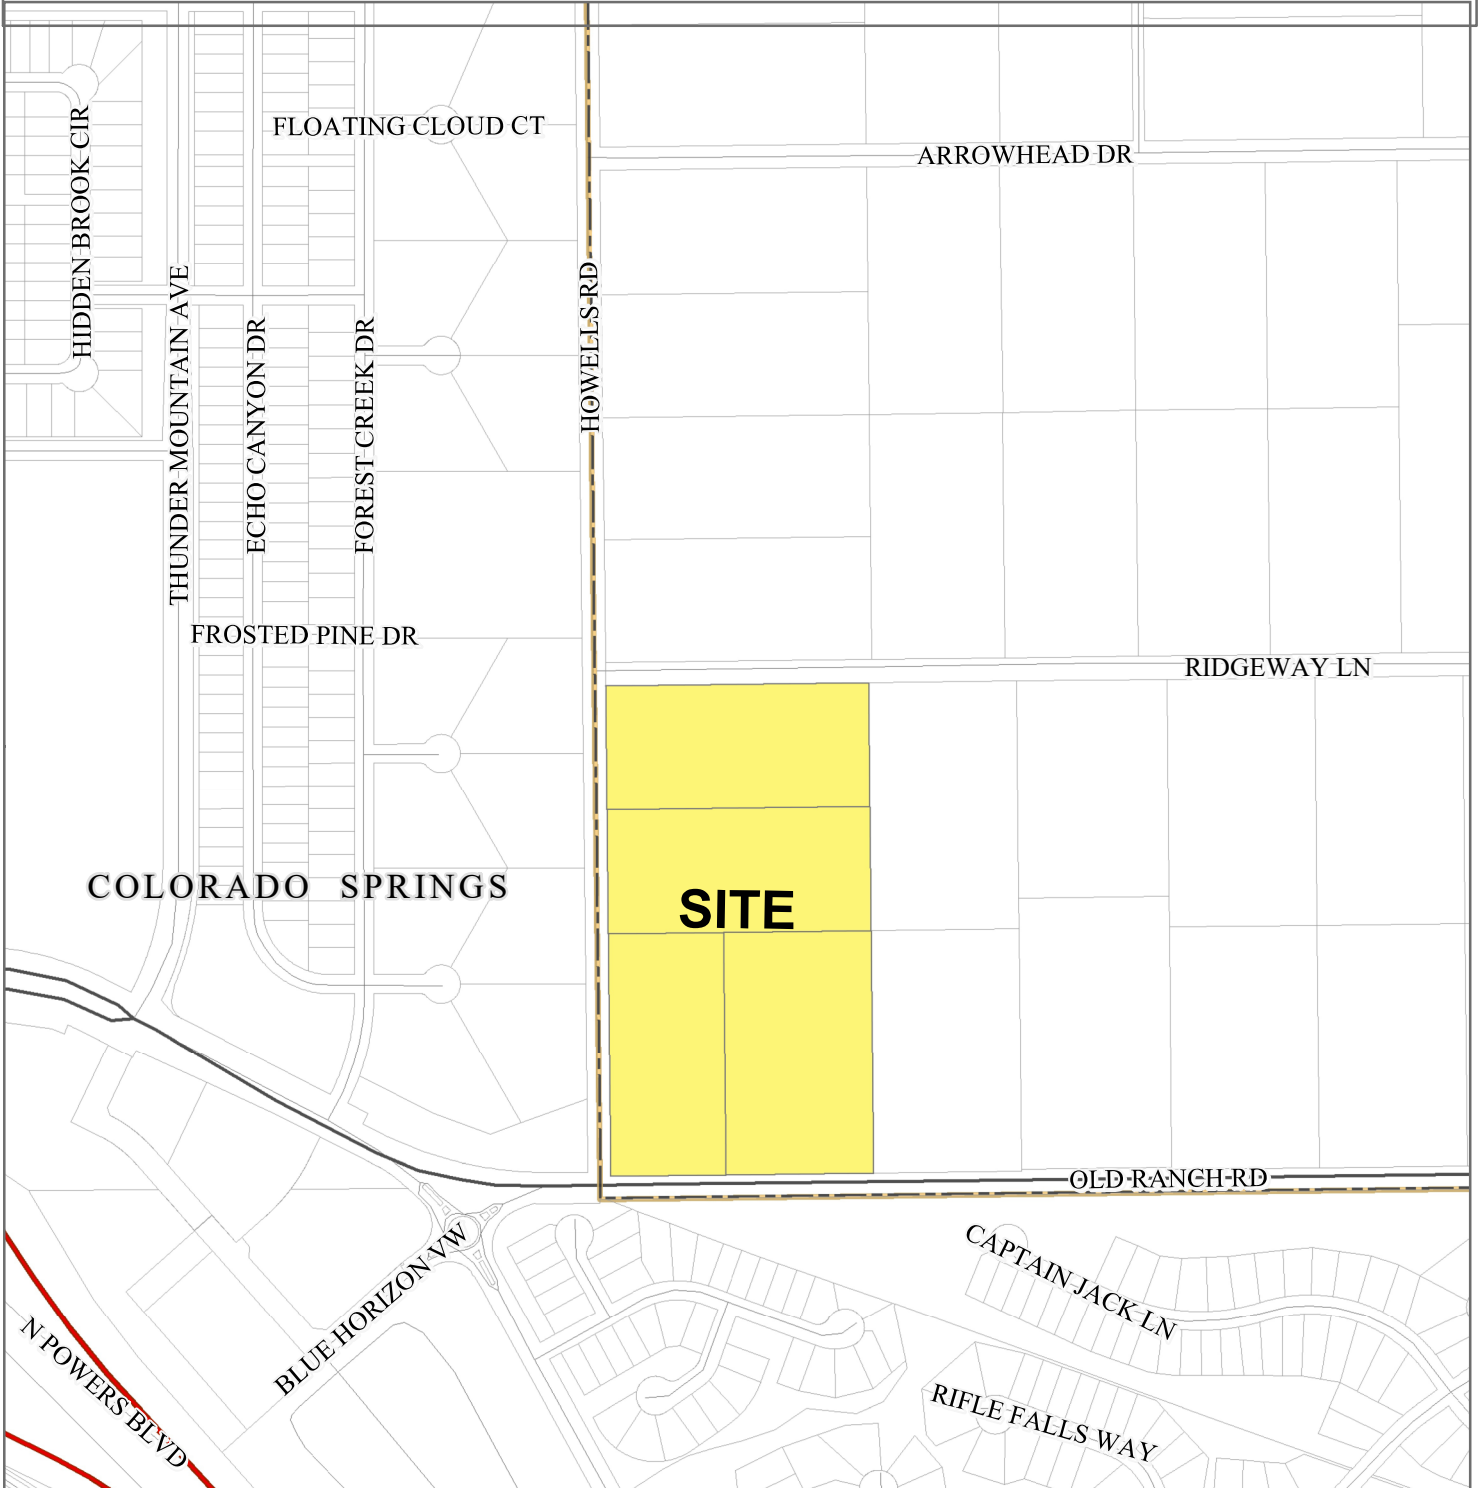 FLOATING CLOUD CT
ARROWHEAD DR
HIDDEN BROOK CIR
THUNDER MOUNTAIN AVE
ECHO CANYON DR
FOREST CREEK DR
HOWELLS RD
FROSTED PINE DR
RIDGEWAY LN
COLORADO SPRINGS
SITE
OLD RANCH RD
BLUE HORIZON VW
CAPTAIN JACK LN
N POWERS BLVD
RIFLE FALLS WAY